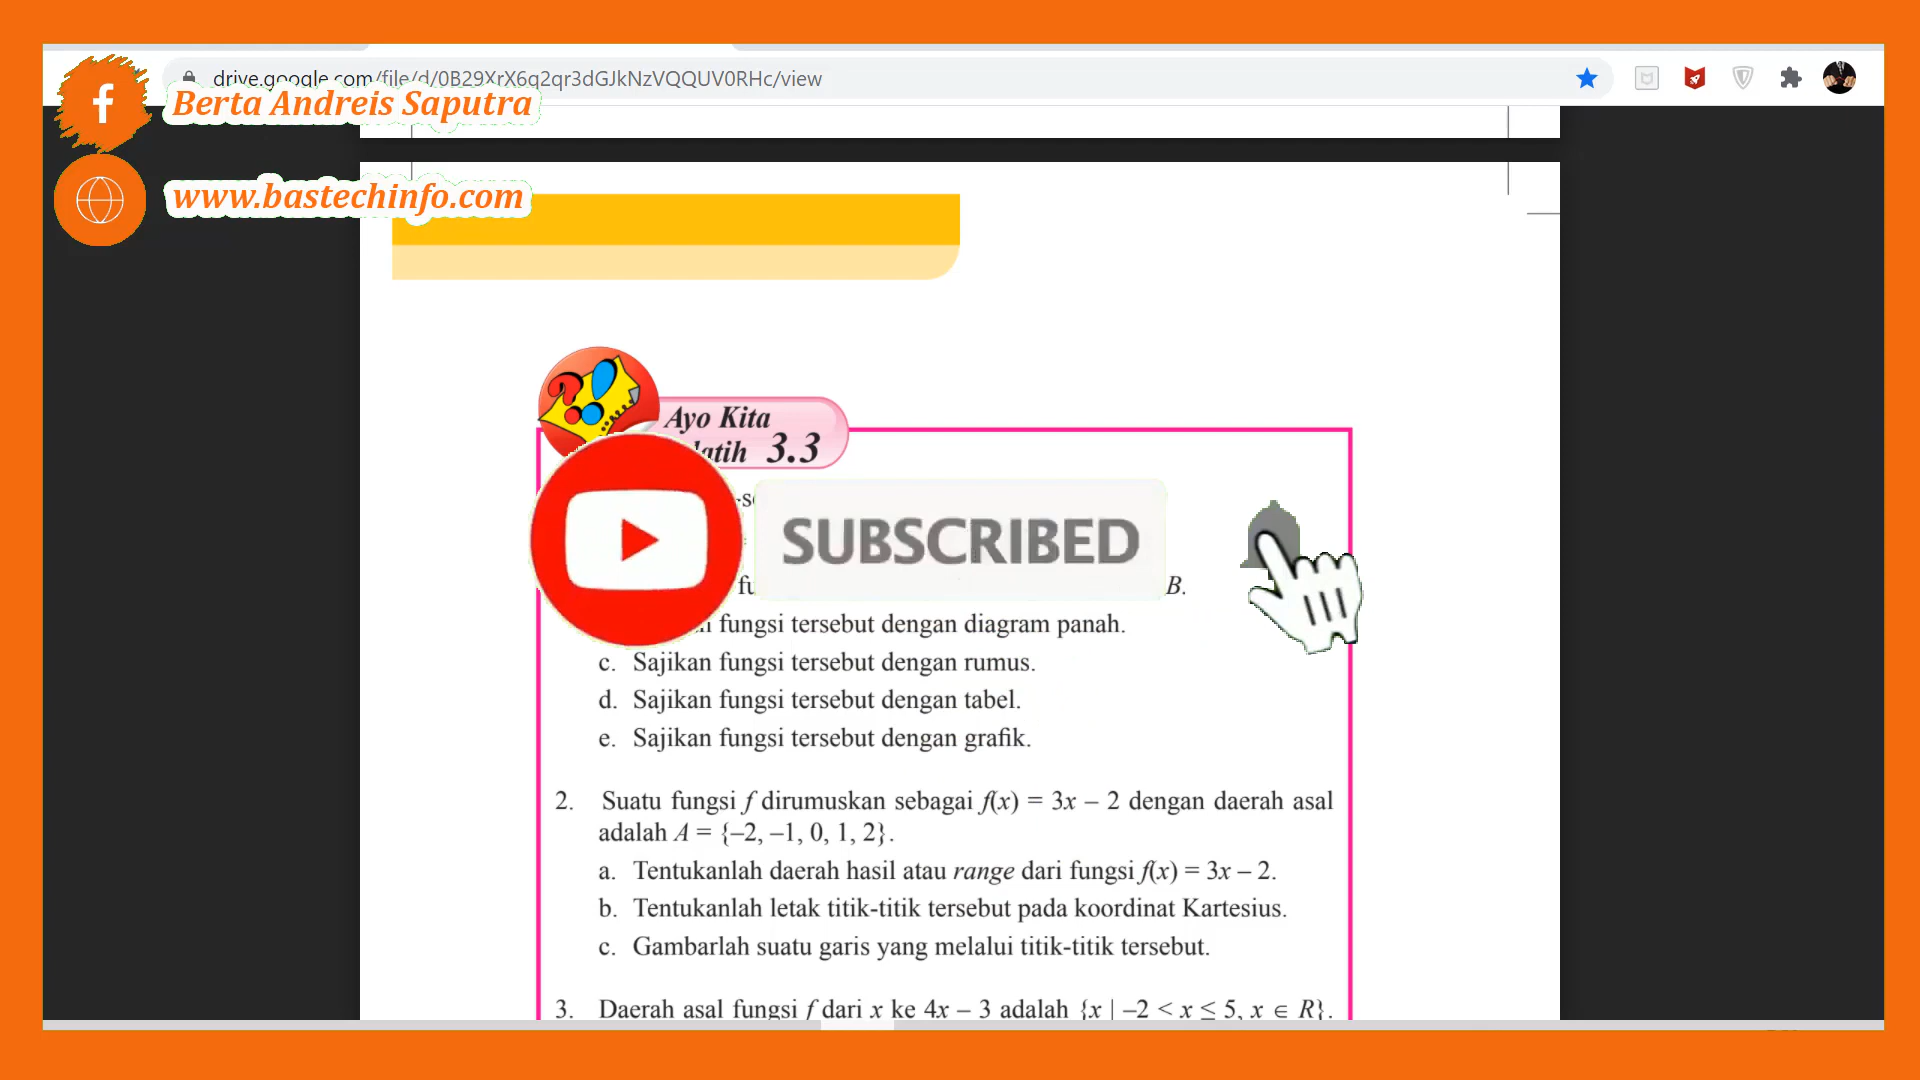 drive.google.com/file/d/0B29XrX6q2qr3dGJkNzVQQUV0RHc/view
Berta Andreis Saputra
www.bastechinfo.com
Ayo Kita
3.3
SUBSCRIBED
B.
fungsi tersebut dengan diagram panah.
c. Sajikan fungsi tersebut dengan rumus.
d. Sajikan fungsi tersebut dengan tabel.
e. Sajikan fungsi tersebut dengan grafik.
2. Suatu fungsi f dirumuskan sebagai f(x) = 3x – 2 dengan daerah asal
adalah A = {–2, –1, 0, 1, 2}.
a. Tentukanlah daerah hasil atau range dari fungsi f(x) = 3x – 2.
b. Tentukanlah letak titik-titik tersebut pada koordinat Kartesius.
c. Gambarlah suatu garis yang melalui titik-titik tersebut.
3. Daerah asal fungsi f dari x ke 4x – 3 adalah {x | –2 < x ≤ 5, x ∈ R}.